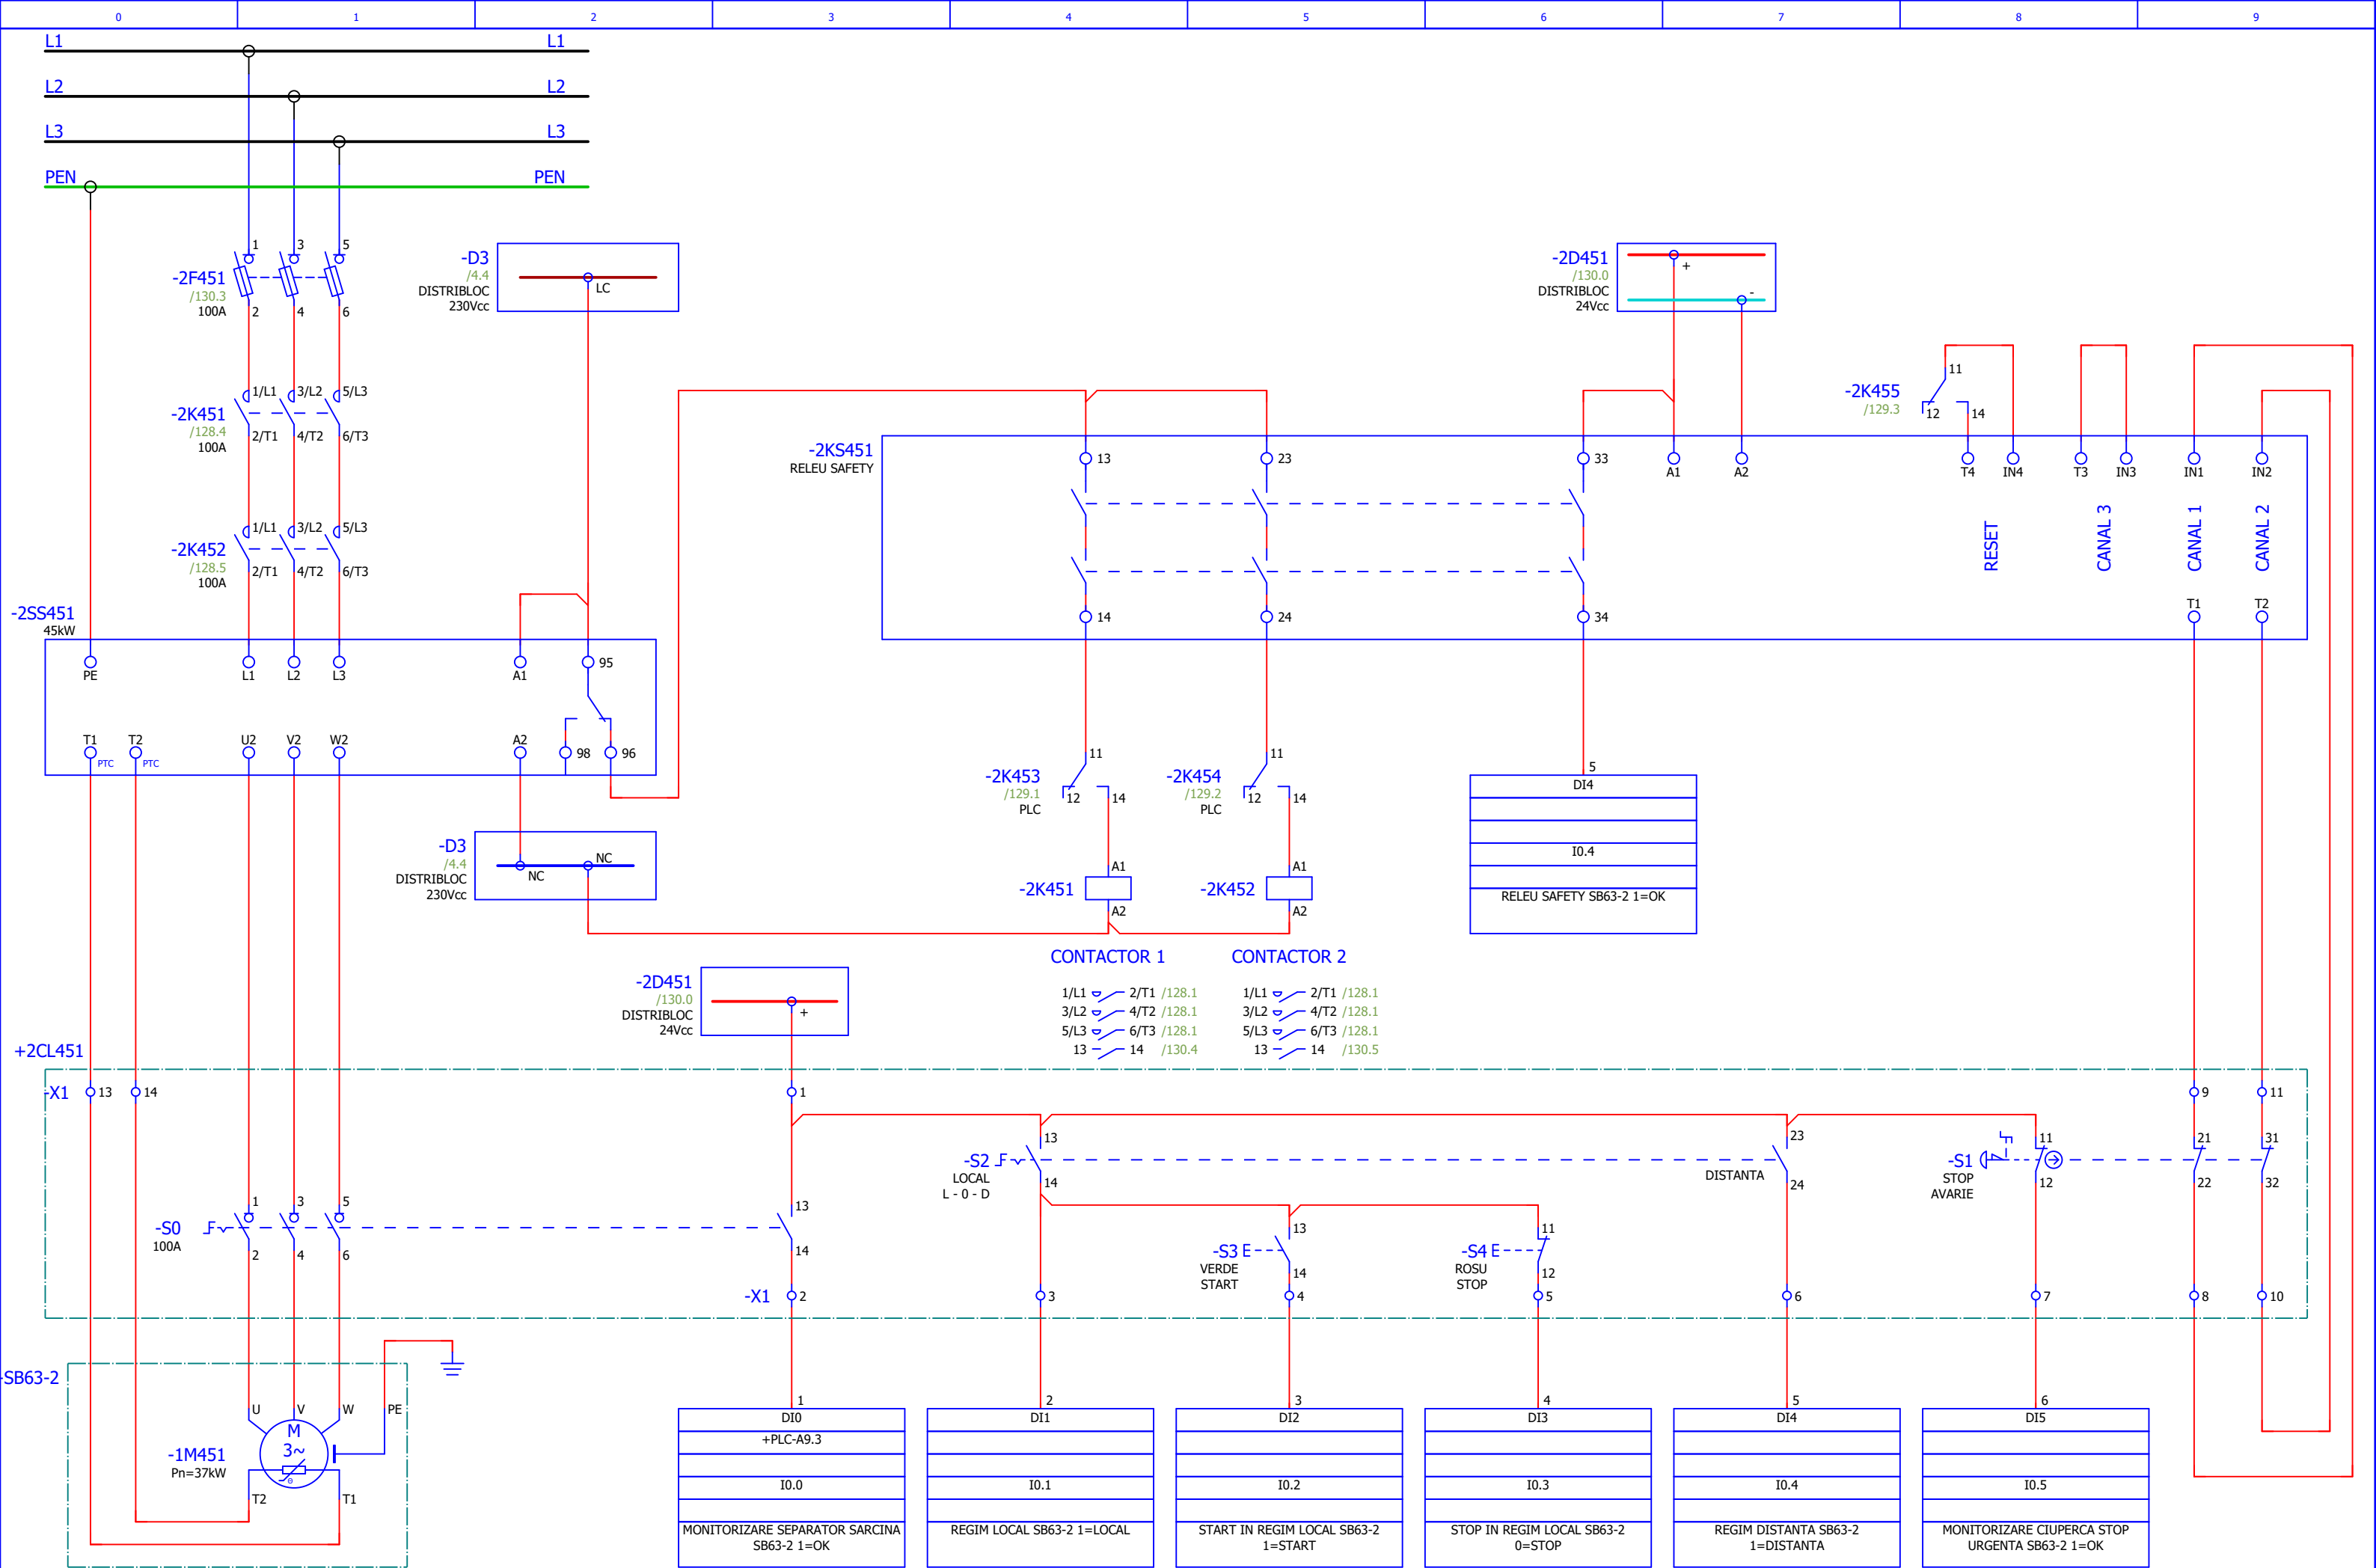 0 1 2 3 4 5 6 7 8 9
L1 L1
L2 L2
L3 L3
PEN PEN
1 3 5
-2F451
/130.3
100A
2 4 6
-D3
/4.4
DISTRIBLOC
230Vcc
LC
-2D451
/130.0
DISTRIBLOC
24Vcc
+
-
1/L1 3/L2 5/L3
-2K451
/128.4
100A
2/T1 4/T2 6/T3
-2K455
/129.3
11
12 14
1/L1 3/L2 5/L3
-2K452
/128.5
100A
2/T1 4/T2 6/T3
-2KS451
RELEU SAFETY
13 23 33 A1 A2 T4 IN4 T3 IN3 IN1 IN2
RESET
CANAL 3
CANAL 1
CANAL 2
14 24 34 T1 T2
-2SS451
45kW
PE L1 L2 L3 A1 95
T1 T2 U2 V2 W2 A2 98 96
PTC PTC
11
-2K453
/129.1
PLC
12 14
11
-2K454
/129.2
PLC
12 14
5
DI4
I0.4
RELEU SAFETY SB63-2 1=OK
-D3
/4.4
DISTRIBLOC
230Vcc
NC
NC
A1
-2K451
A2
A1
-2K452
A2
CONTACTOR 1
1/L1 2/T1 /128.1
3/L2 4/T2 /128.1
5/L3 6/T3 /128.1
13 14 /130.4
CONTACTOR 2
1/L1 2/T1 /128.1
3/L2 4/T2 /128.1
5/L3 6/T3 /128.1
13 14 /130.5
-2D451
/130.0
DISTRIBLOC
24Vcc
+
+2CL451
-X1 13 14 1 9 11
13
-S2
LOCAL
L - 0 - D
14
23
DISTANTA
24
-S1
STOP
AVARIE
11 21 31
12 22 32
1 3 5 13
-S0
100A
2 4 6 14
13
-S3 E
VERDE
START
14
11
-S4 E
ROSU
STOP
12
-X1 2 3 4 5 6 7 8 10
-SB63-2
U V W PE
M
3~
-1M451
Pn=37kW
T2 T1
1
DI0
+PLC-A9.3
I0.0
MONITORIZARE SEPARATOR SARCINA
SB63-2 1=OK
2
DI1
I0.1
REGIM LOCAL SB63-2 1=LOCAL
3
DI2
I0.2
START IN REGIM LOCAL SB63-2
1=START
4
DI3
I0.3
STOP IN REGIM LOCAL SB63-2
0=STOP
5
DI4
I0.4
REGIM DISTANTA SB63-2
1=DISTANTA
6
DI5
I0.5
MONITORIZARE CIUPERCA STOP
URGENTA SB63-2 1=OK